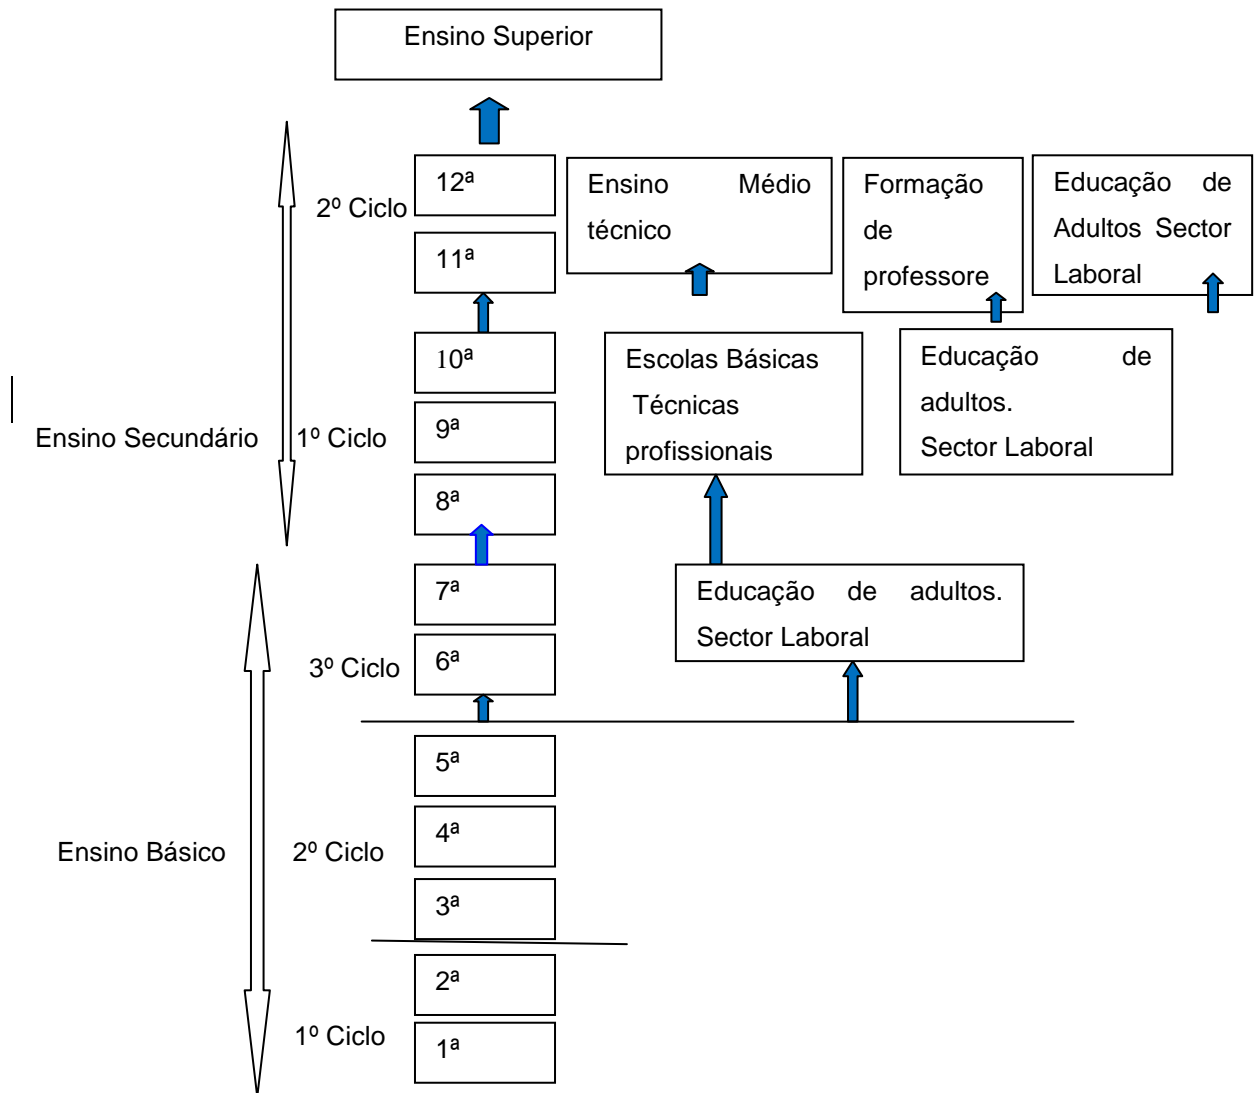 Ensino Superior
2º Ciclo
12ª
11ª
Ensino Médio
técnico
Formação
de
professore
Educação de
Adultos Sector
Laboral
Ensino Secundário
1º Ciclo
10ª
9ª
8ª
Escolas Básicas
Técnicas
profissionais
Educação de
adultos.
Sector Laboral
3º Ciclo
7ª
6ª
Educação de adultos.
Sector Laboral
Ensino Básico
2º Ciclo
5ª
4ª
3ª
1º Ciclo
2ª
1ª